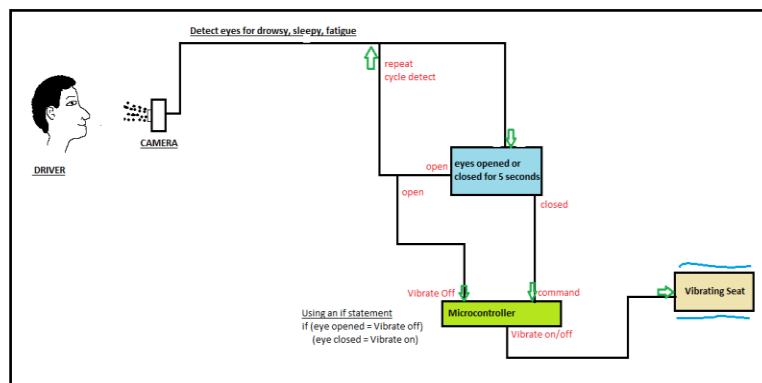 Detect eyes for drowsy, sleepy, fatigue
repeat
cycle detect
CAMERA
DRIVER
open
eyes opened or
closed for 5 seconds
open
closed
Vibrating Seat
Vibrate Off
command
Using an if statement
if (eye opened = Vibrate off)
(eye closed = Vibrate on)
Microcontroller
Vibrate on/off